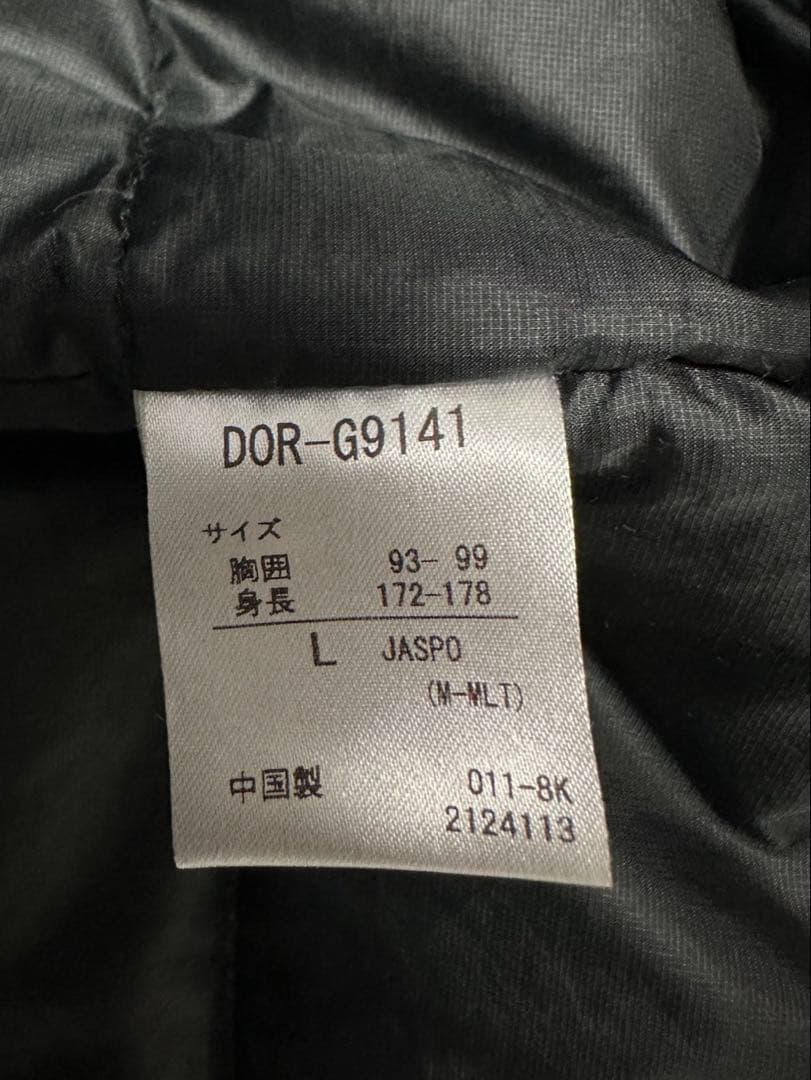 DOR-G9141
サイズ
胸囲 93- 99
身長 172-178
L JASPO
(M-MLT)
中国製 011-8K
2124113